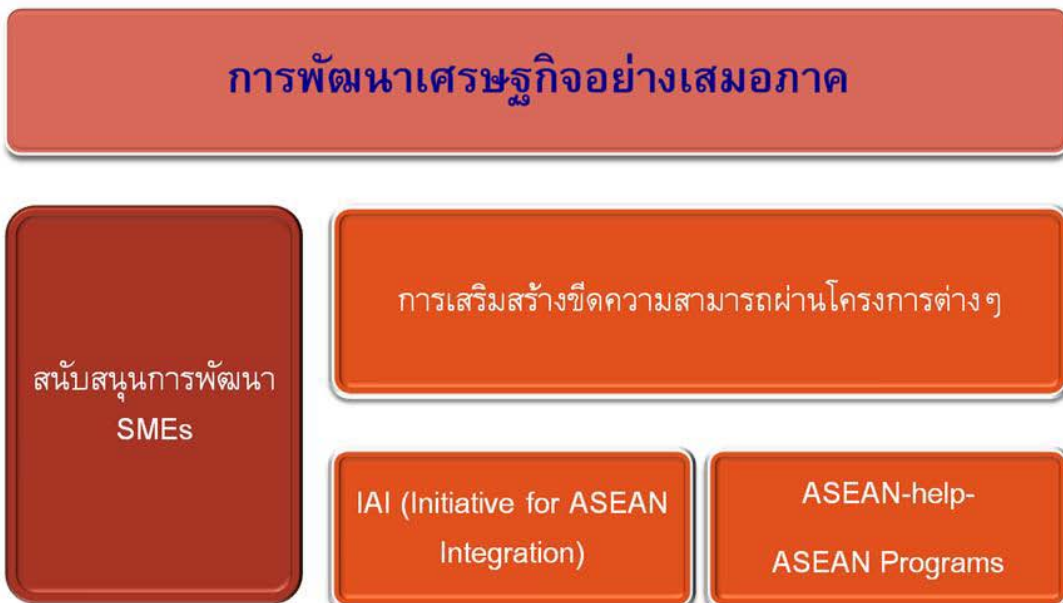 การพัฒนาเศรษฐกิจอย่างเสมอภาค
สนับสนุนการพัฒนา
SMEs
การเสริมสร้างขีดความสามารถผ่านโครงการต่างๆ
IAI (Initiative for ASEAN
Integration)
ASEAN-help-
ASEAN Programs